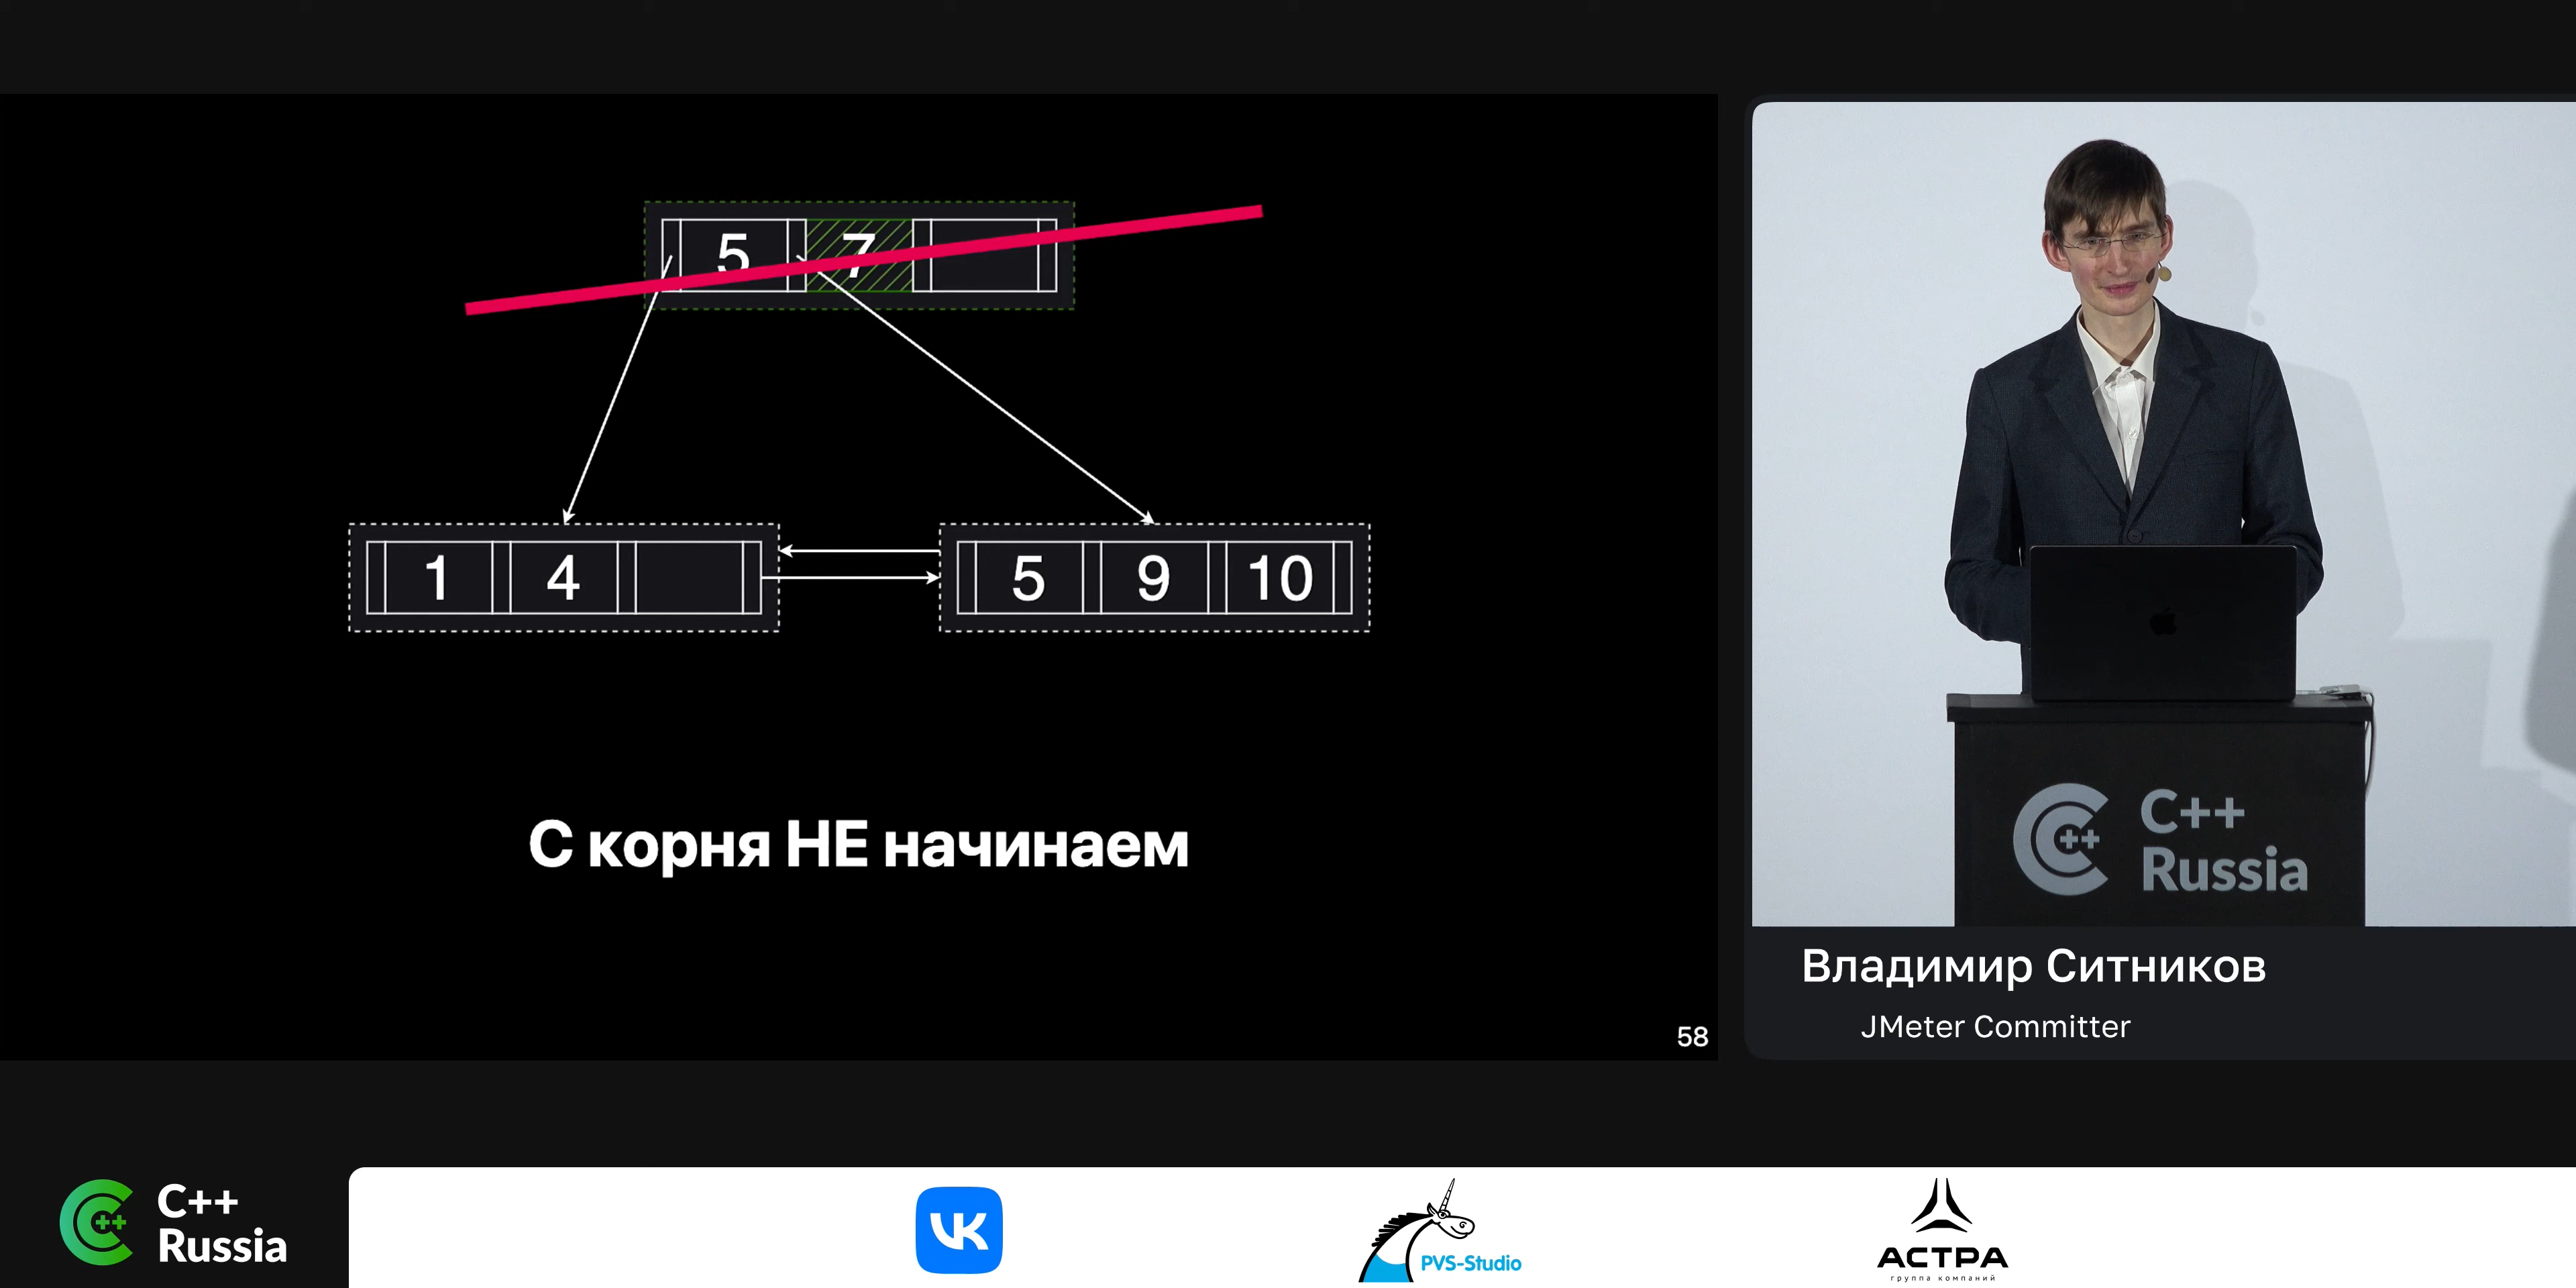 5 7
1 4
5 9 10
С корня НЕ начинаем
58
C++
Russia
Владимир Ситников
JMeter Committer
C++
Russia
VK
PVS-Studio
АСТРА
группа компаний